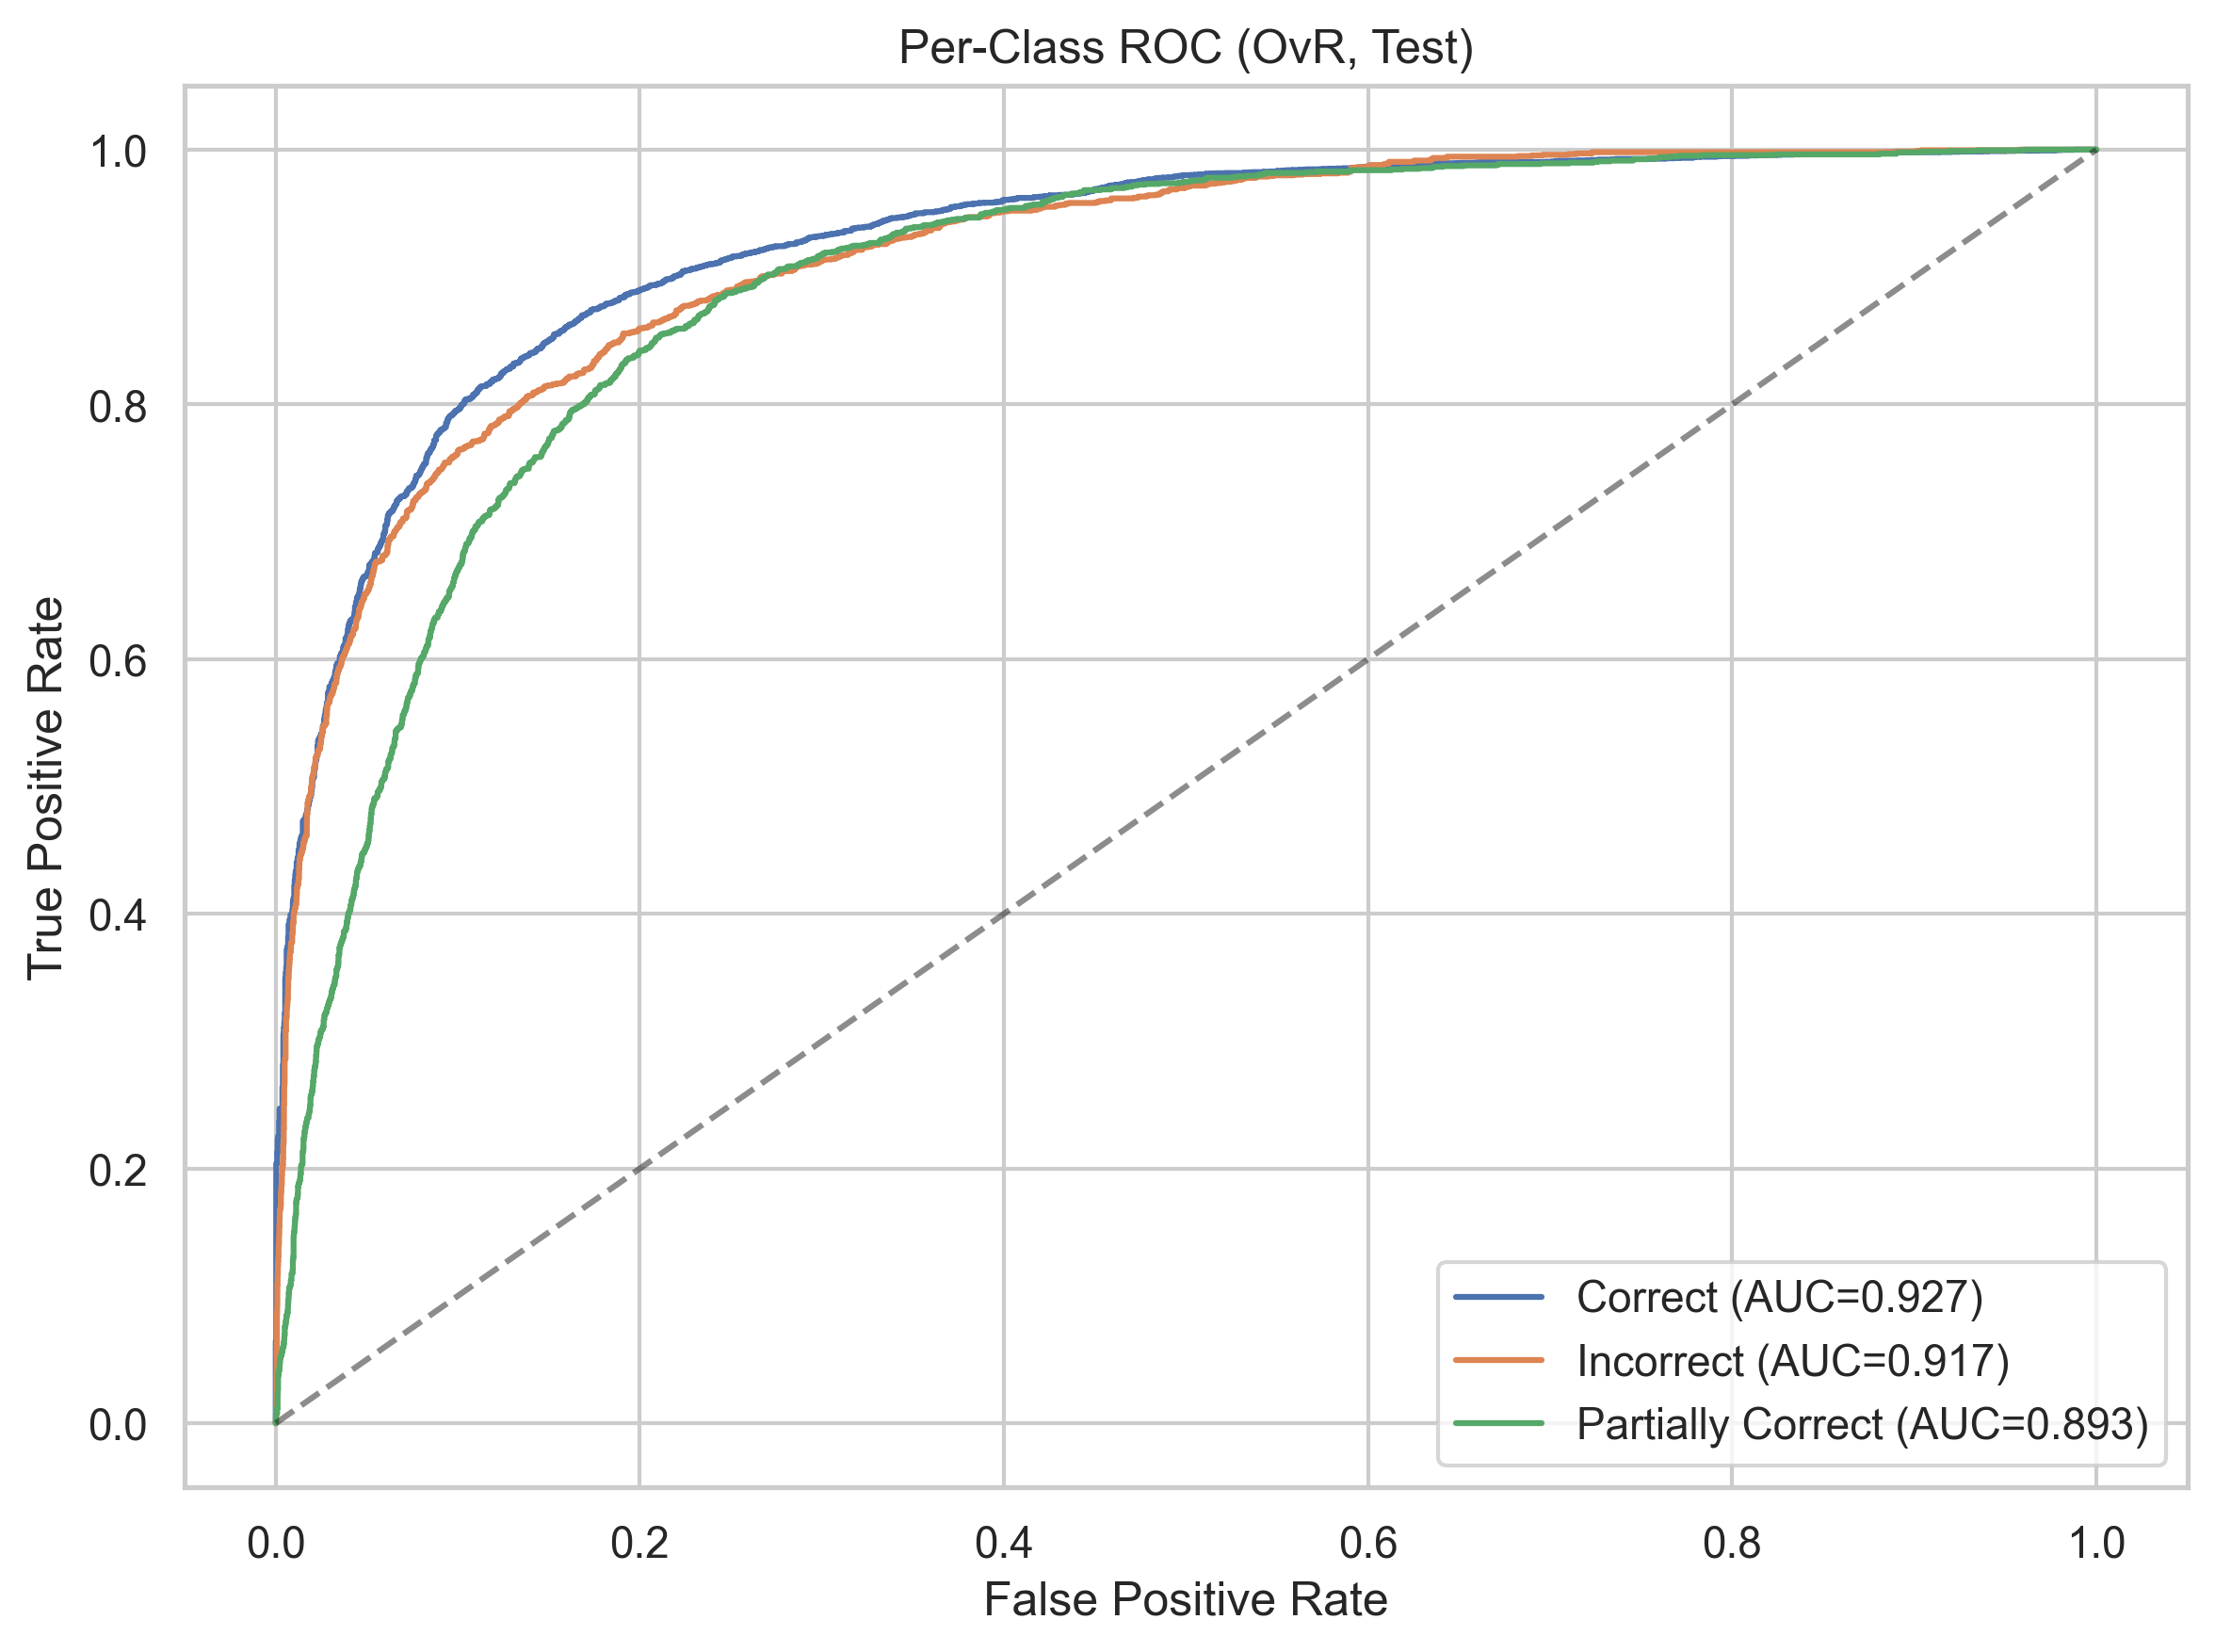 Per-Class ROC (OvR, Test)
True Positive Rate
1.0
0.8
0.6
0.4
0.2
0.0
Correct (AUC=0.927)
Incorrect (AUC=0.917)
Partially Correct (AUC=0.893)
0.0 0.2 0.4 0.6 0.8 1.0
False Positive Rate